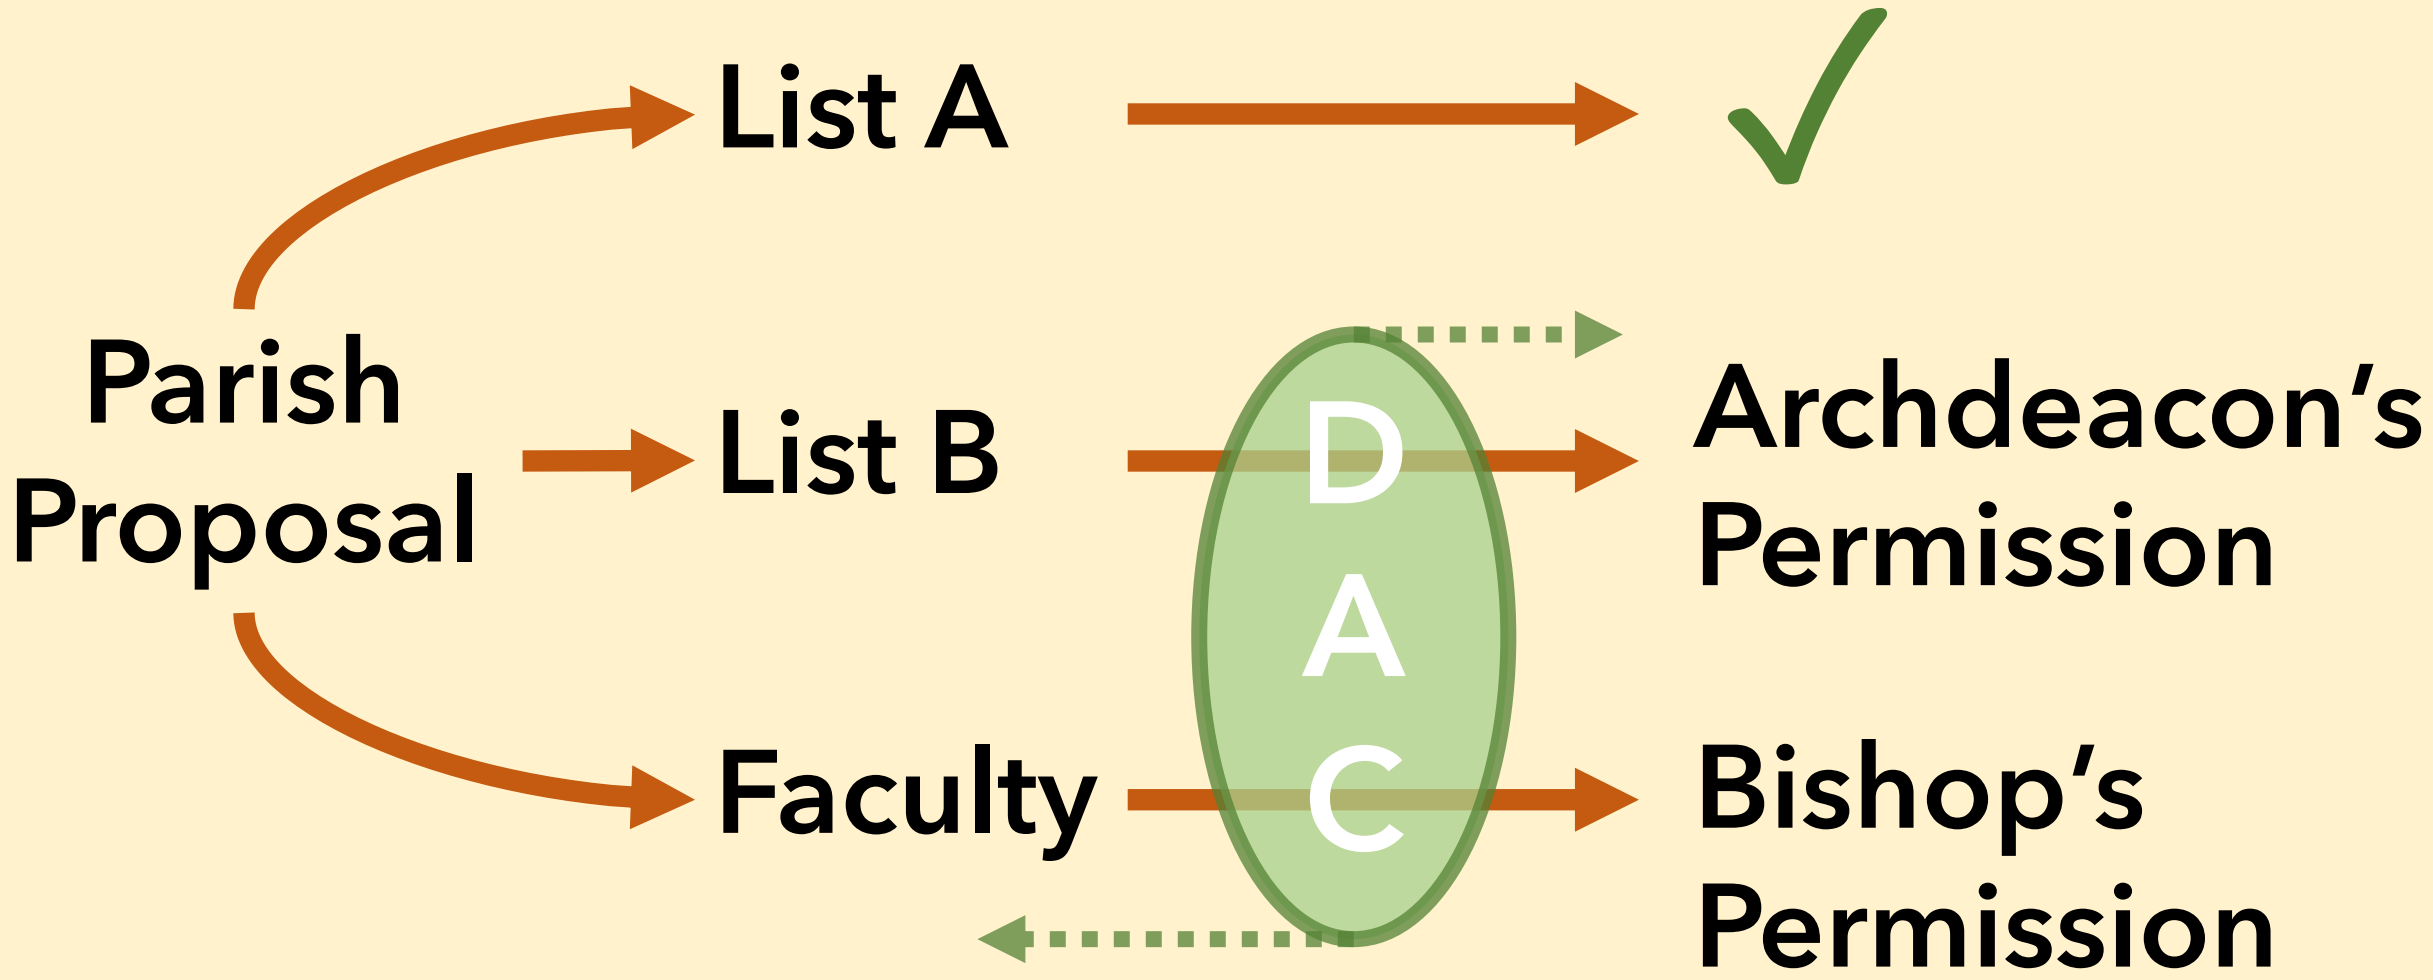 List A
Parish
Proposal
List B
Faculty
D
A
C
Archdeacon’s
Permission
Bishop’s
Permission